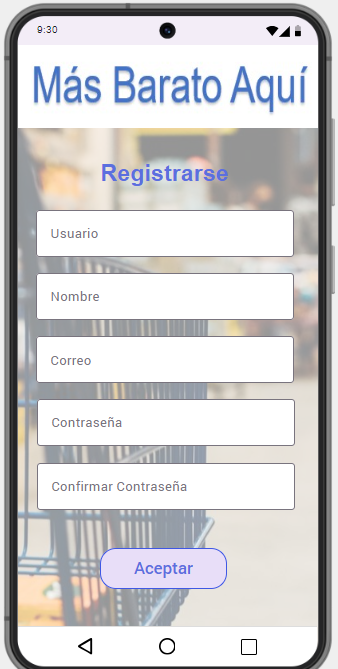 9:30
Más Barato Aquí
Registrarse
Usuario
Nombre
Correo
Contraseña
Confirmar Contraseña
Aceptar